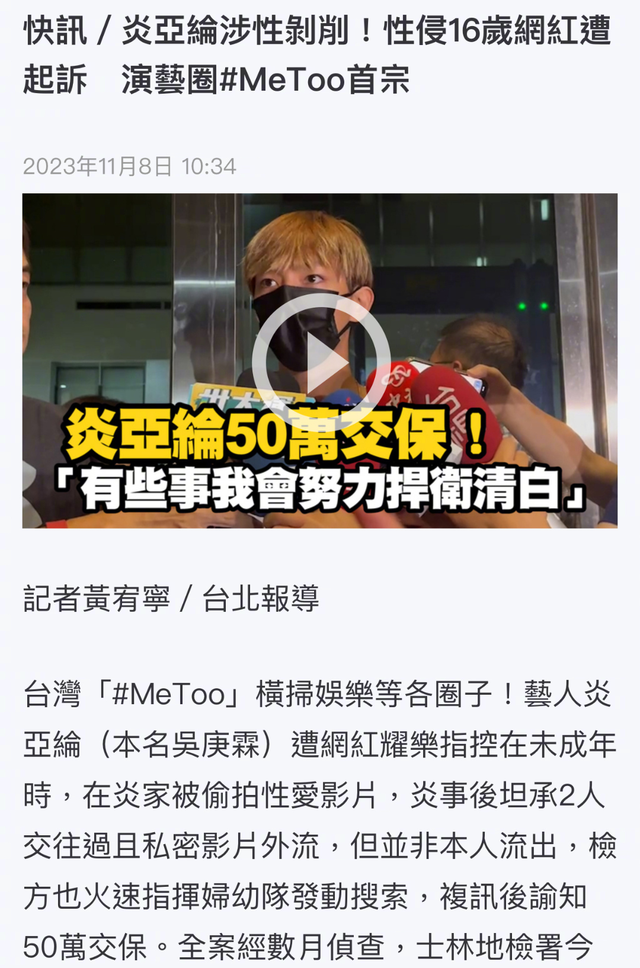 快訊/炎亞綸涉性剝削!性侵16歲網紅遭
起訴 演藝圈#MeToo首宗
2023年11月8日 10:34
炎亞綸50萬交保!
「有些事我會努力捍衛清白」
記者黃宥寧/台北報導
台灣「#MeToo」橫掃娛樂等各圈子!藝人炎
亞綸（本名吳庚霖）遭網紅耀樂指控在未成年
時，在炎家被偷拍性愛影片，炎事後坦承2人
交往過且私密影片外流，但並非本人流出，檢
方也火速指揮婦幼隊發動搜索，複訊後諭知
50萬交保。全案經數月偵查，士林地檢署今